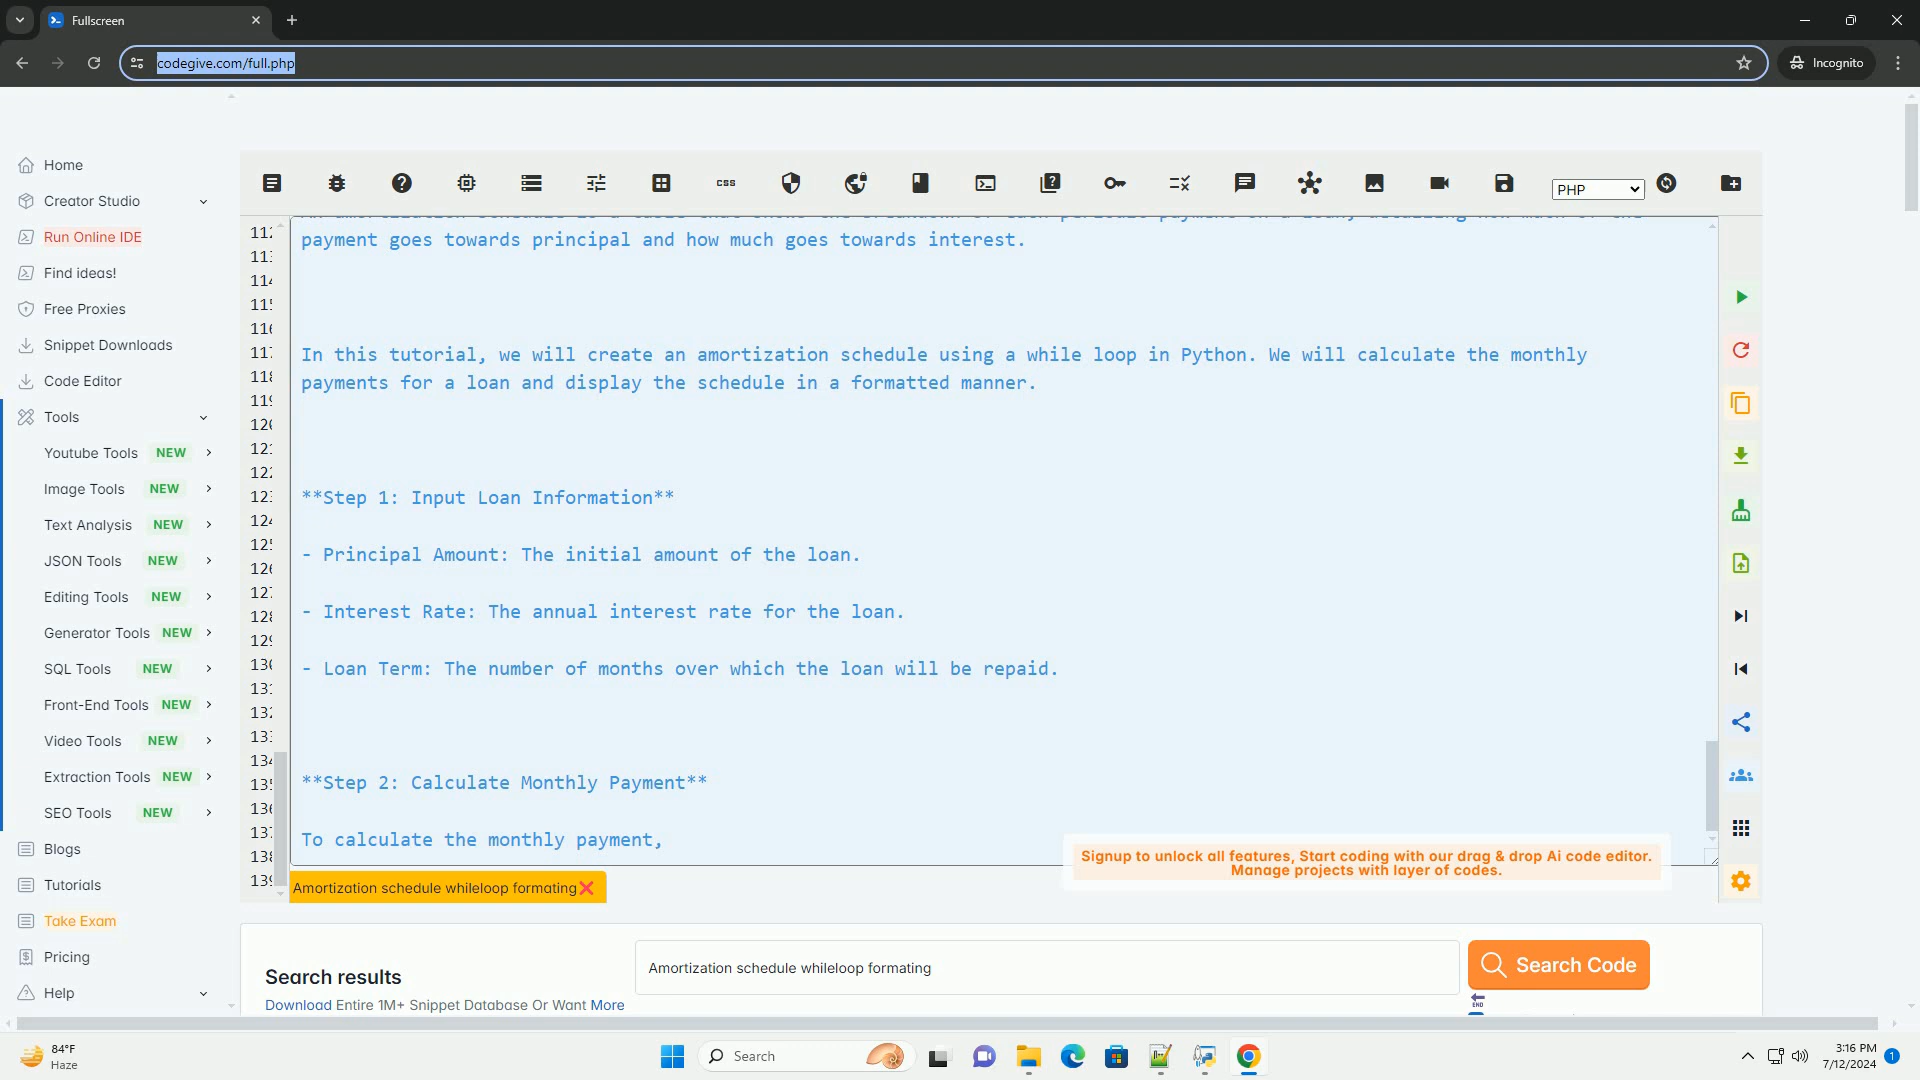 Fullscreen
codegive.com/full.php
Incognito
Home
Creator Studio
Run Online IDE
Find ideas!
Free Proxies
Snippet Downloads
Code Editor
Tools
Youtube Tools NEW
Image Tools NEW
Text Analysis NEW
JSON Tools NEW
Editing Tools NEW
Generator Tools NEW
SQL Tools NEW
Front-End Tools NEW
Video Tools NEW
Extraction Tools NEW
SEO Tools NEW
Blogs
Tutorials
Take Exam
Pricing
Help
css
PHP
payment goes towards principal and how much goes towards interest.
In this tutorial, we will create an amortization schedule using a while loop in Python. We will calculate the monthly
payments for a loan and display the schedule in a formatted manner.
**Step 1: Input Loan Information**
- Principal Amount: The initial amount of the loan.
- Interest Rate: The annual interest rate for the loan.
- Loan Term: The number of months over which the loan will be repaid.
**Step 2: Calculate Monthly Payment**
To calculate the monthly payment,
Signup to unlock all features, Start coding with our drag & drop Ai code editor.
Manage projects with layer of codes.
Amortization schedule whileloop formating
Search results
Amortization schedule whileloop formating
Search Code
Download Entire 1M+ Snippet Database Or Want More
END
84°F
Haze
Search
3:16 PM
7/12/2024
1